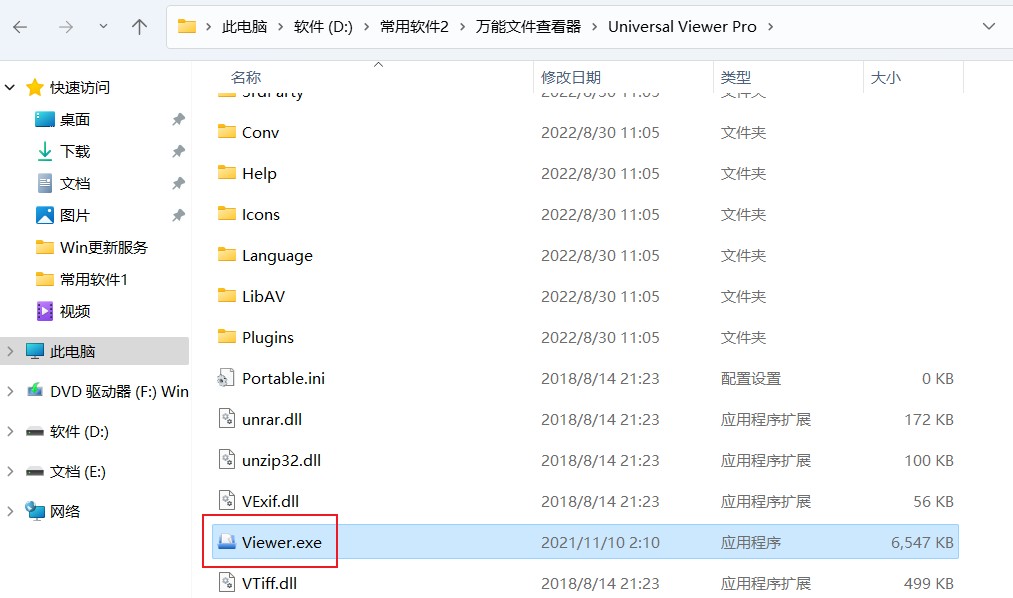 此电脑 > 软件 (D:) > 常用软件2 > 万能文件查看器 > Universal Viewer Pro >
名称 修改日期 类型 大小
快速访问
桌面
下载
文档
图片
Win更新服务
常用软件1
视频
此电脑
DVD 驱动器 (F:) Win
软件 (D:)
文档 (E:)
网络
3rdParty 2022/8/30 11:05 文件夹
Conv 2022/8/30 11:05 文件夹
Help 2022/8/30 11:05 文件夹
Icons 2022/8/30 11:05 文件夹
Language 2022/8/30 11:05 文件夹
LibAV 2022/8/30 11:05 文件夹
Plugins 2022/8/30 11:05 文件夹
Portable.ini 2018/8/14 21:23 配置设置 0 KB
unrar.dll 2018/8/14 21:23 应用程序扩展 172 KB
unzip32.dll 2018/8/14 21:23 应用程序扩展 100 KB
VExif.dll 2018/8/14 21:23 应用程序扩展 56 KB
Viewer.exe 2021/11/10 2:10 应用程序 6,547 KB
VTiff.dll 2018/8/14 21:23 应用程序扩展 499 KB